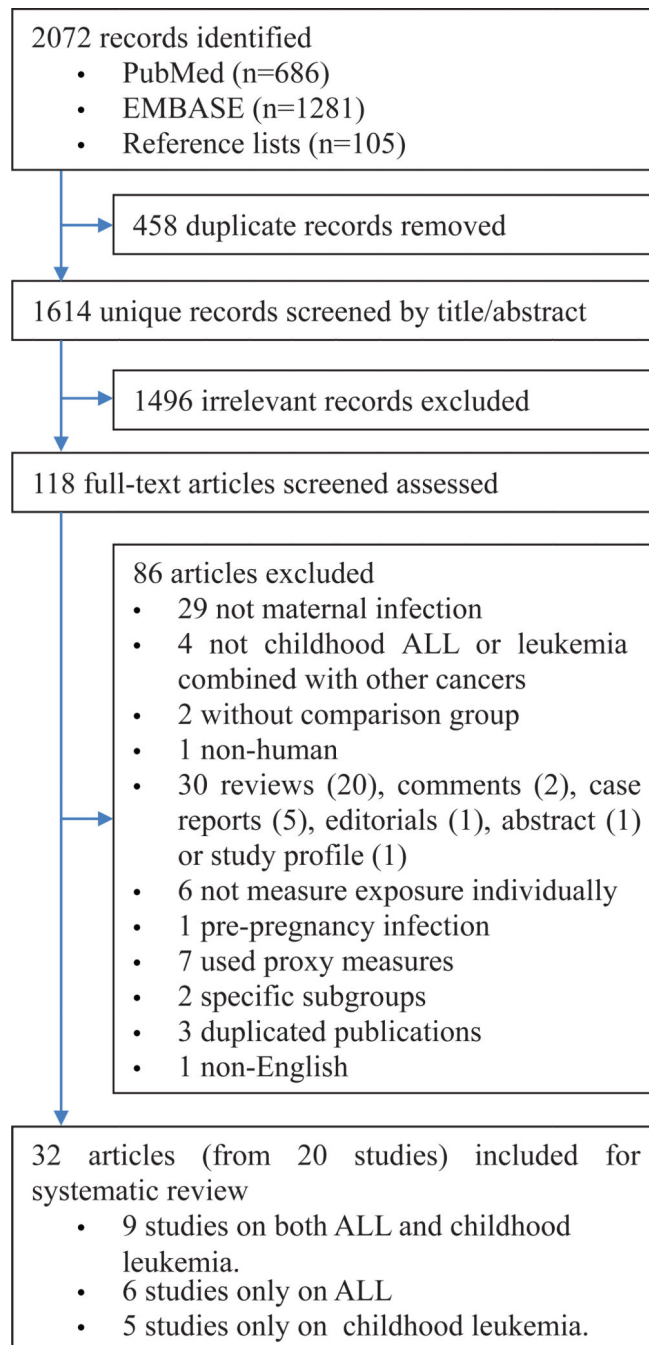 2072 records identified
• PubMed (n=686)
• EMBASE (n=1281)
• Reference lists (n=105)
458 duplicate records removed
1614 unique records screened by title/abstract
1496 irrelevant records excluded
118 full-text articles screened assessed
86 articles excluded
• 29 not maternal infection
• 4 not childhood ALL or leukemia
combined with other cancers
• 2 without comparison group
• 1 non-human
• 30 reviews (20), comments (2), case
reports (5), editorials (1), abstract (1)
or study profile (1)
• 6 not measure exposure individually
• 1 pre-pregnancy infection
• 7 used proxy measures
• 2 specific subgroups
• 3 duplicated publications
• 1 non-English
32 articles (from 20 studies) included for
systematic review
• 9 studies on both ALL and childhood
leukemia.
• 6 studies only on ALL
• 5 studies only on childhood leukemia.